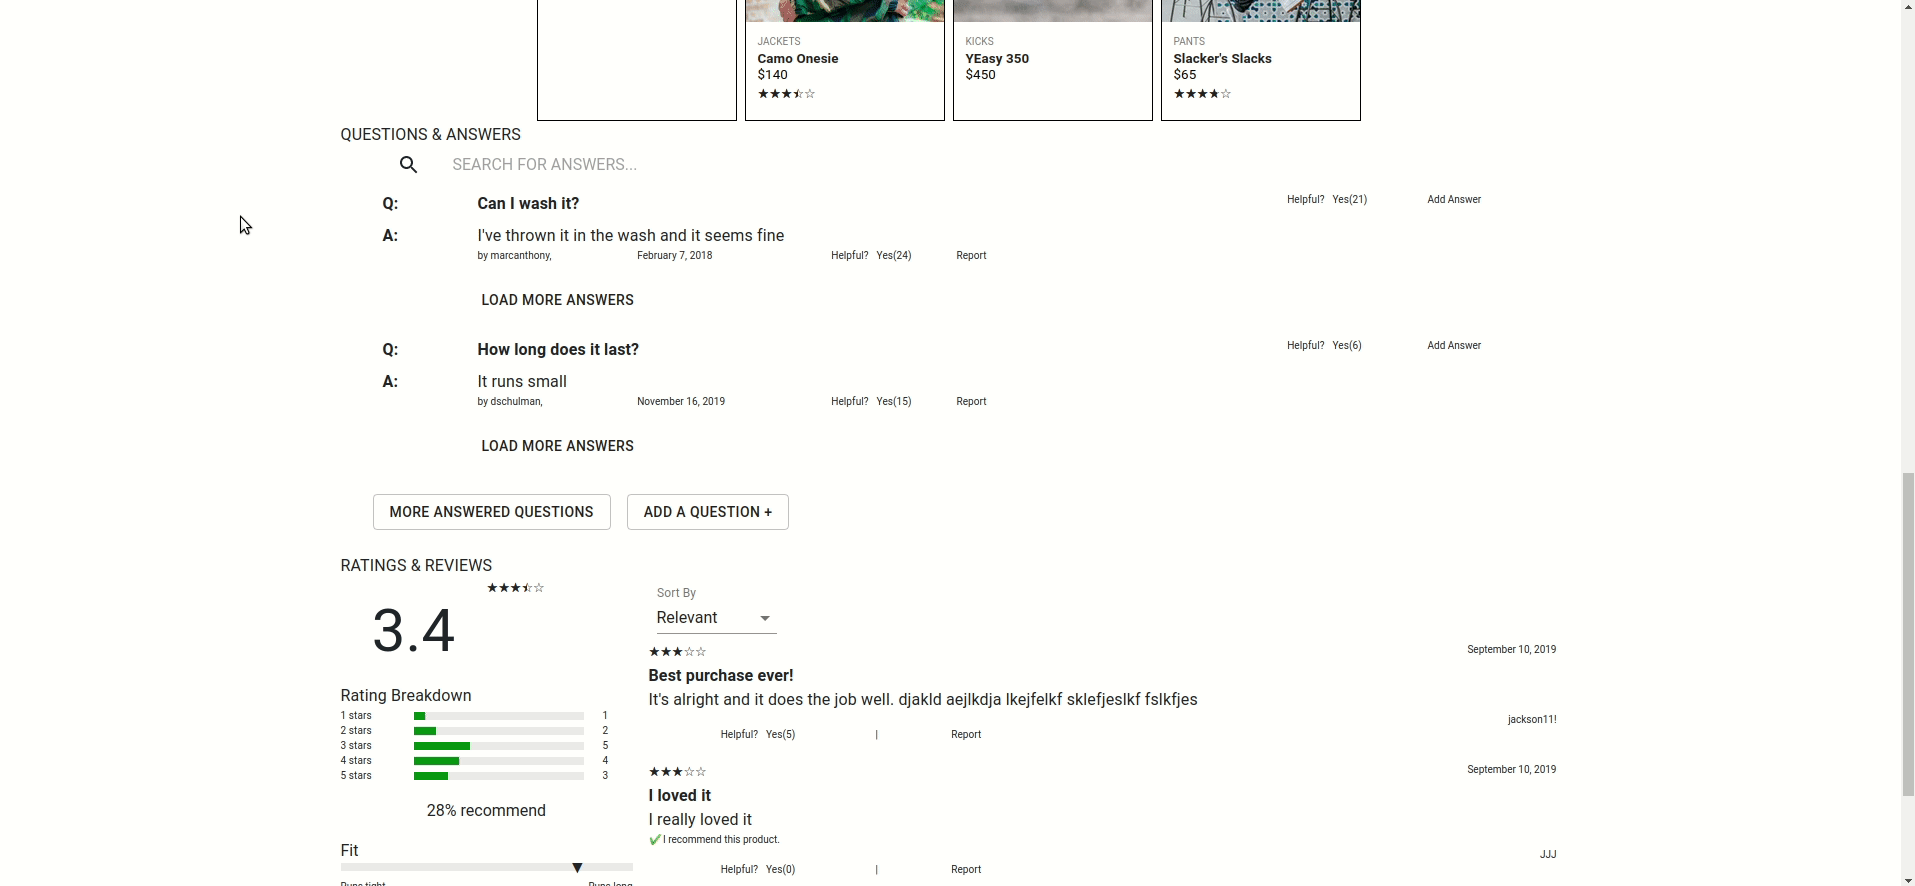 JACKETS
Camo Onesie
$140
★★★⯪☆
KICKS
YEasy 350
$450
PANTS
Slacker's Slacks
$65
★★★★☆
QUESTIONS & ANSWERS
SEARCH FOR ANSWERS...
Q: Can I wash it? Helpful? Yes(21) Add Answer
A: I've thrown it in the wash and it seems fine
by marcanthony, February 7, 2018 Helpful? Yes(24) Report
LOAD MORE ANSWERS
Q: How long does it last? Helpful? Yes(6) Add Answer
A: It runs small
by dschulman, November 16, 2019 Helpful? Yes(15) Report
LOAD MORE ANSWERS
MORE ANSWERED QUESTIONS ADD A QUESTION +
RATINGS & REVIEWS
★★★⯪☆
3.4
Rating Breakdown
1 stars 1
2 stars 2
3 stars 5
4 stars 4
5 stars 3
28% recommend
Fit
Runs tight Runs long
Sort By
Relevant
★★★☆☆ September 10, 2019
Best purchase ever!
It's alright and it does the job well. djakld aejlkdja lkejfelkf sklefjeslkf fslkfjes
jackson11!
Helpful? Yes(5) | Report
★★★☆☆ September 10, 2019
I loved it
I really loved it
✔I recommend this product.
JJJ
Helpful? Yes(0) | Report